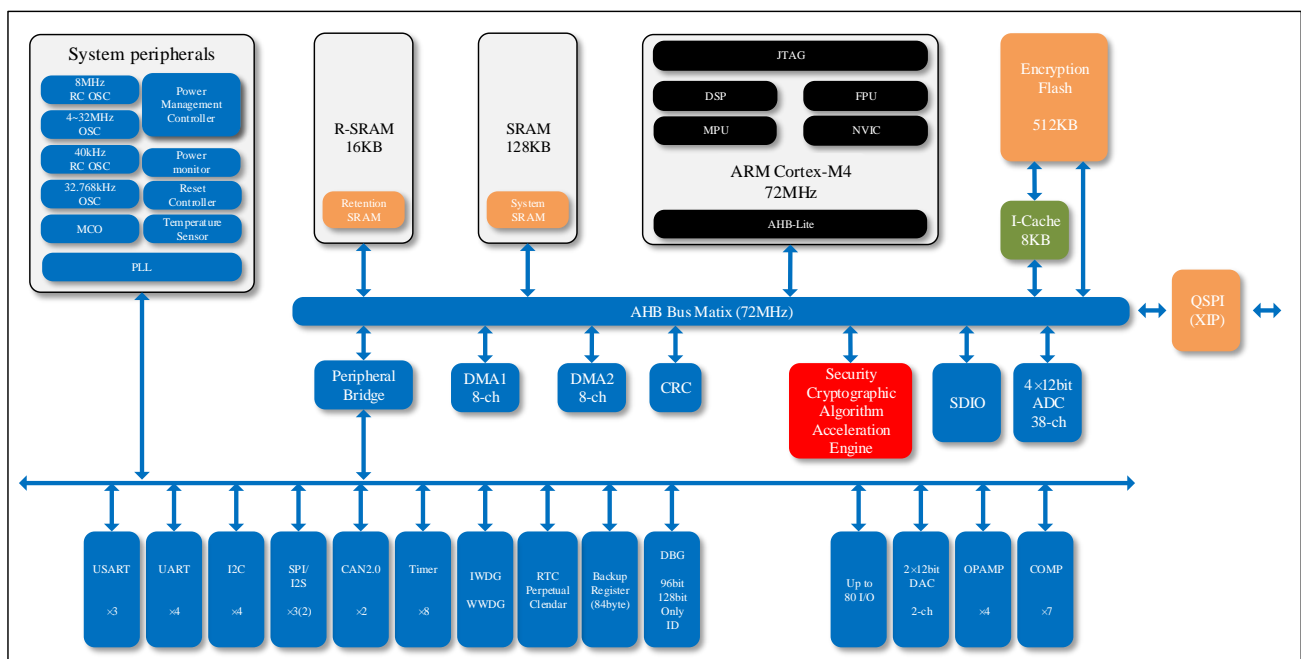 System peripherals
8MHz
RC OSC
Power
Management
Controller
4~32MHz
OSC
40kHz
RC OSC
Power
monitor
32.768kHz
OSC
Reset
Controller
MCO
Temperature
Sensor
PLL
R-SRAM
16KB
Retention
SRAM
SRAM
128KB
System
SRAM
JTAG
DSP
FPU
MPU
NVIC
ARM Cortex-M4
72MHz
AHB-Lite
Encryption
Flash
512KB
I-Cache
8KB
AHB Bus Matix (72MHz)
QSPI
(XIP)
Peripheral
Bridge
DMA1
8-ch
DMA2
8-ch
CRC
Security
Cryptographic
Algorithm
Acceleration
Engine
SDIO
4×12bit
ADC
38-ch
USART
×3
UART
×4
I2C
×4
SPI/
I2S
×3(2)
CAN2.0
×2
Timer
×8
IWDG
WWDG
RTC
Perpetual
Clendar
Backup
Register
(84byte)
DBG
96bit
128bit
Only
ID
Up to
80 I/O
2×12bit
DAC
2-ch
OPAMP
×4
COMP
×7